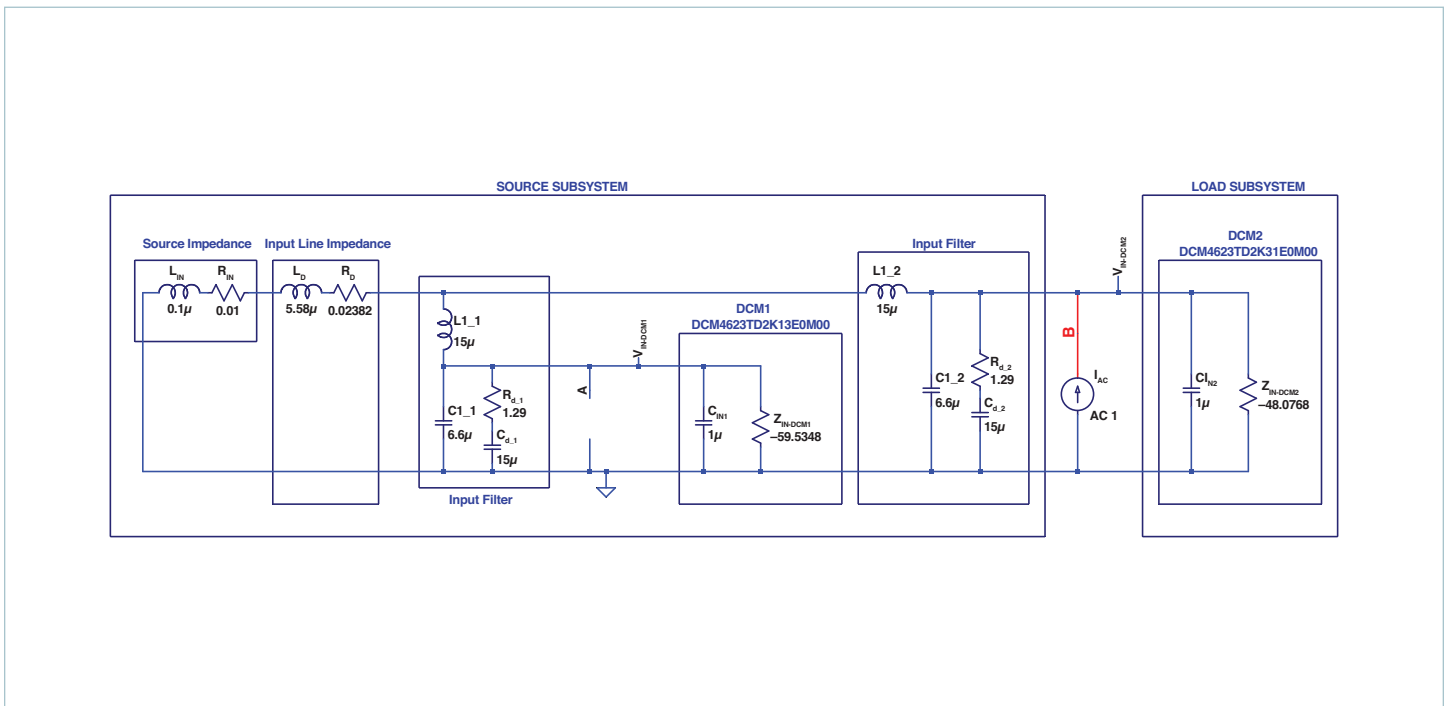 SOURCE SUBSYSTEM
LOAD SUBSYSTEM
Source Impedance
Input Line Impedance
Input Filter
DCM2
DCM4623TD2K31E0M00
L_IN
0.1µ
R_IN
0.01
L_D
5.58µ
R_D
0.02382
L1_1
15µ
C1_1
6.6µ
R_d_1
1.29
C_d_1
15µ
Input Filter
A
V_IN-DCM1
DCM1
DCM4623TD2K13E0M00
C_IN1
1µ
Z_IN-DCM1
–59.5348
L1_2
15µ
C1_2
6.6µ
R_d_2
1.29
C_d_2
15µ
B
I_AC
AC 1
V_IN-DCM2
CI_N2
1µ
Z_IN-DCM2
–48.0768